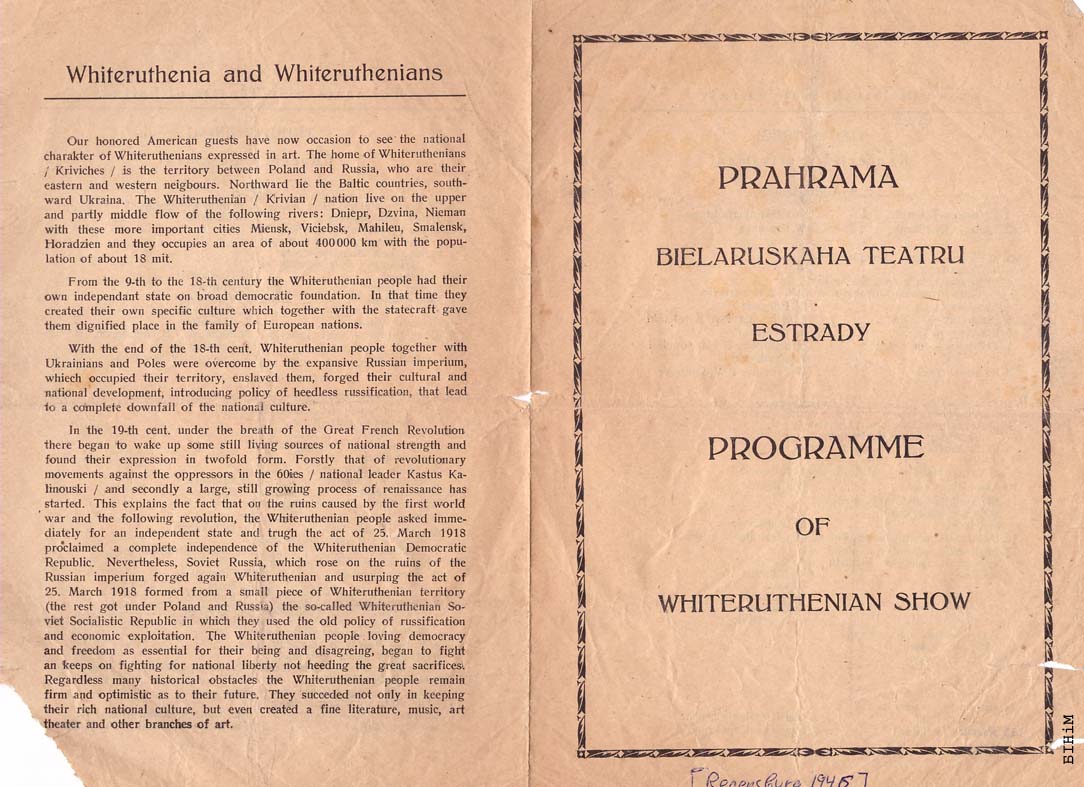 Whiteruthenia and Whiteruthenians
Our honored American guests have now occasion to see the national
charakter of Whiteruthenians expressed in art. The home of Whiteruthenians
/ Kriviches / is the territory between Poland and Russia, who are their
eastern and western neigbours. Northward lie the Baltic countries, south-
ward Ukraina. The Whiteruthenian / Krivian / nation live on the upper
and partly middle flow of the following rivers: Dniepr, Dzvina, Nieman
with these more important cities Miensk, Viciebsk, Mahileu, Smalensk,
Horadzien and they occupies an area of about 400 000 km with the popu-
lation of about 18 mit.
From the 9-th to the 18-th century the Whiteruthenian people had their
own independant state on broad democratic foundation. In that time they
created their own specific culture which together with the statecraft gave
them dignified place in the family of European nations.
With the end of the 18-th cent. Whiteruthenian people together with
Ukrainians and Poles were overcome by the expansive Russian imperium,
whiech occupied their territory, enslaved them, forged their cultural and
national development, introducing policy of heedless russification, that lead
to a complete downfall of the national culture.
In the 19-th cent. under the breath of the Great French Revolution
there began to wake up some still living sources of national strength and
found their expression in twofold form. Forstly that of revolutionary
movements against the oppressors in the 60ies / national leader Kastus Ka-
linouski / and secondly a large, still growing process of renaissance has
started. This explains the fact that on the ruins caused by the first world
war and the following revolution, the Whiteruthenian people asked imme-
diately for an independent state and trugh the act of 25. March 1918
proclaimed a complete independence of the Whiteruthenian Democratic
Republic. Nevertheless, Soviet Russia, which rose on the ruins of the
Russian imperium forged again Whiteruthenian and usurping the act of
25. March 1918 formed from a small piece of Whiteruthenian territory
(the rest got under Poland and Russia) the so-called Whiteruthenian So-
viet Socialistic Republic in which they used the old policy of russification
and economic exploitation. The Whiteruthenian people loving democracy
and freedom as essential for their being and disagreing, began to fight
an keeps on fighting for national liberty not heeding the great sacrifices.
Regardless many historical obstacles the Whiteruthenian people remain
firm and optimistic as to their future. They succeded not only in keeping
their rich national culture, but even created a fine literature, music, art
theater and other branches of art.
PRAHRAMA
BIELARUSKAHA TEATRU
ESTRADY
PROGRAMME
OF
WHITERUTHENIAN SHOW
[Regensburg 1946]
БІНіМ